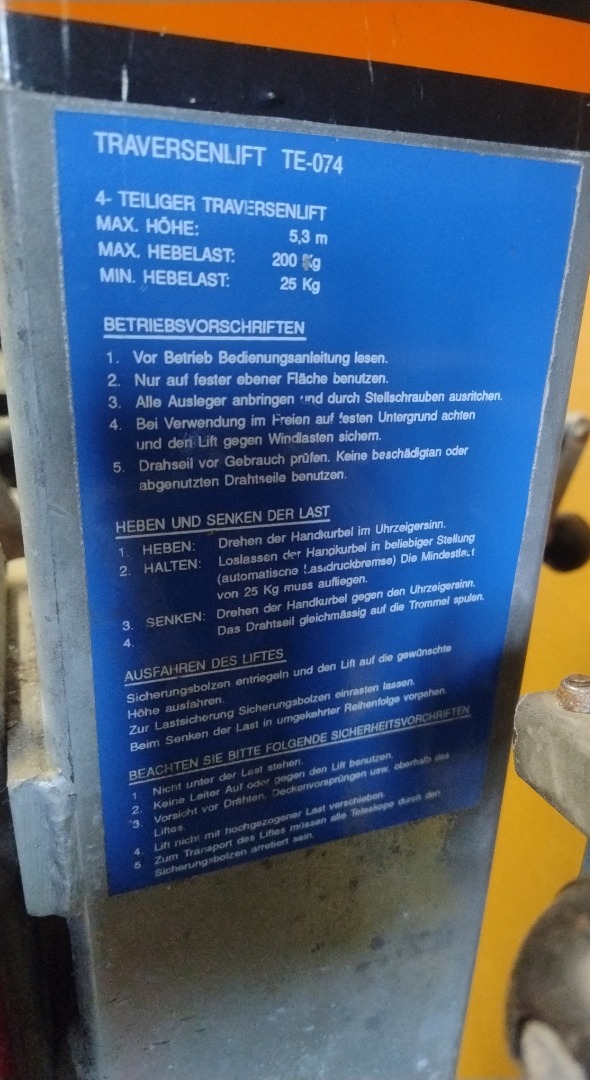 TRAVERSENLIFT TE-074
4- TEILIGER TRAVERSENLIFT
MAX. HÖHE: 5,3 m
MAX. HEBELAST: 200 Kg
MIN. HEBELAST: 25 Kg
BETRIEBSVORSCHRIFTEN
1. Vor Betrieb Bedienungsanleitung lesen.
2. Nur auf fester ebener Fläche benutzen.
3. Alle Ausleger anbringen und durch Stellschrauben ausritchen.
4. Bei Verwendung im Freien auf festen Untergrund achten
und den Lift gegen Windlasten sichern.
5. Drahseil vor Gebrauch prüfen. Keine beschädigtan oder
abgenutzten Drahtseile benutzen.
HEBEN UND SENKEN DER LAST
1. HEBEN: Drehen der Handkurbel im Uhrzeigersinn.
2. HALTEN: Loslassen der Handkurbel in beliebiger Stellung
(automatische Lasdruckbremse) Die Mindestlast
von 25 Kg muss aufliegen.
3. SENKEN: Drehen der Handkurbel gegen den Uhrzigersinn.
4. Das Drahtseil gleichmässig auf die Trommel spulen.
AUSFAHREN DES LIFTES
Sicherungsbolzen entriegeln und den Lift auf die gewünschte
Höhe ausfahren.
Zur Lastsicherung Sicherungsbolzen einrasten lassen.
Beim Senken der Last in umgekehrter Reihenfolge vorgehen.
BEACHTEN SIE BITTE FOLGENDE SICHERHEITSVORCHRIFTEN
1. Nicht unter der Last stehen.
2. Keine Leiter Auf oder gegen den Lift benutzen.
3. Vorsicht vor Drähten, Deckenvorsprüngen usw. oberhalb des
Liftes.
4. Lift nicht mit hochgezogener Last verschieben.
5. Zum Transport des Liftes müssen alle Teleskope durch den
Sicherungsbolzen arretiert sein.